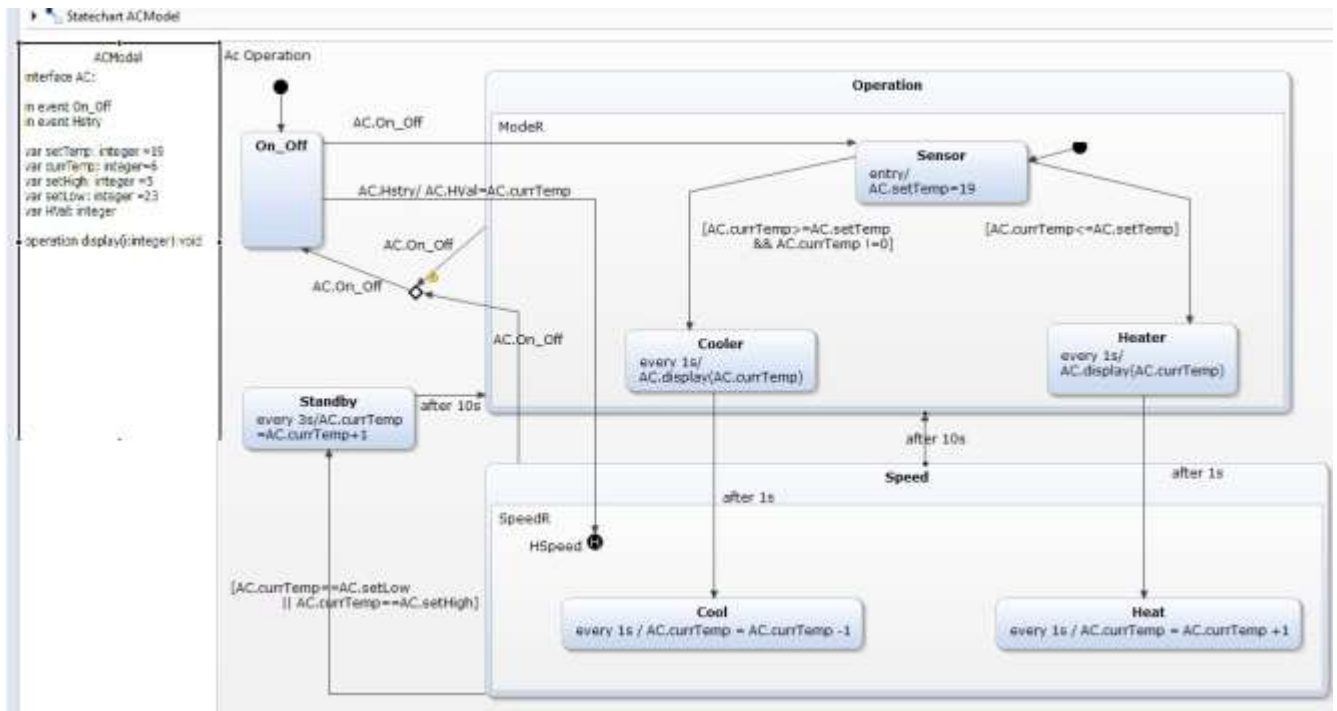 Statechart ACModel
ACModel
interface AC:
in event On_Off
in event Hstry
var setTemp: integer =19
var currTemp: integer=6
var setHigh: integer =5
var setLow: integer =23
var HVal: integer
operation display(i:integer):void
Ac Operation
On_Off
AC.On_Off
AC.Hstry/ AC.HVal=AC.currTemp
AC.On_Off
AC.On_Off
AC.On_Off
Operation
ModeR
Sensor
entry/
AC.setTemp=19
[AC.currTemp>=AC.setTemp
&& AC.currTemp !=0]
[AC.currTemp<=AC.setTemp]
Cooler
every 1s/
AC.display(AC.currTemp)
Heater
every 1s/
AC.display(AC.currTemp)
Standby
every 3s/AC.currTemp
=AC.currTemp+1
after 10s
after 10s
Speed
after 1s
after 1s
SpeedR
HSpeed
H
[AC.currTemp==AC.setLow
|| AC.currTemp==AC.setHigh]
Cool
every 1s / AC.currTemp = AC.currTemp -1
Heat
every 1s / AC.currTemp = AC.currTemp +1